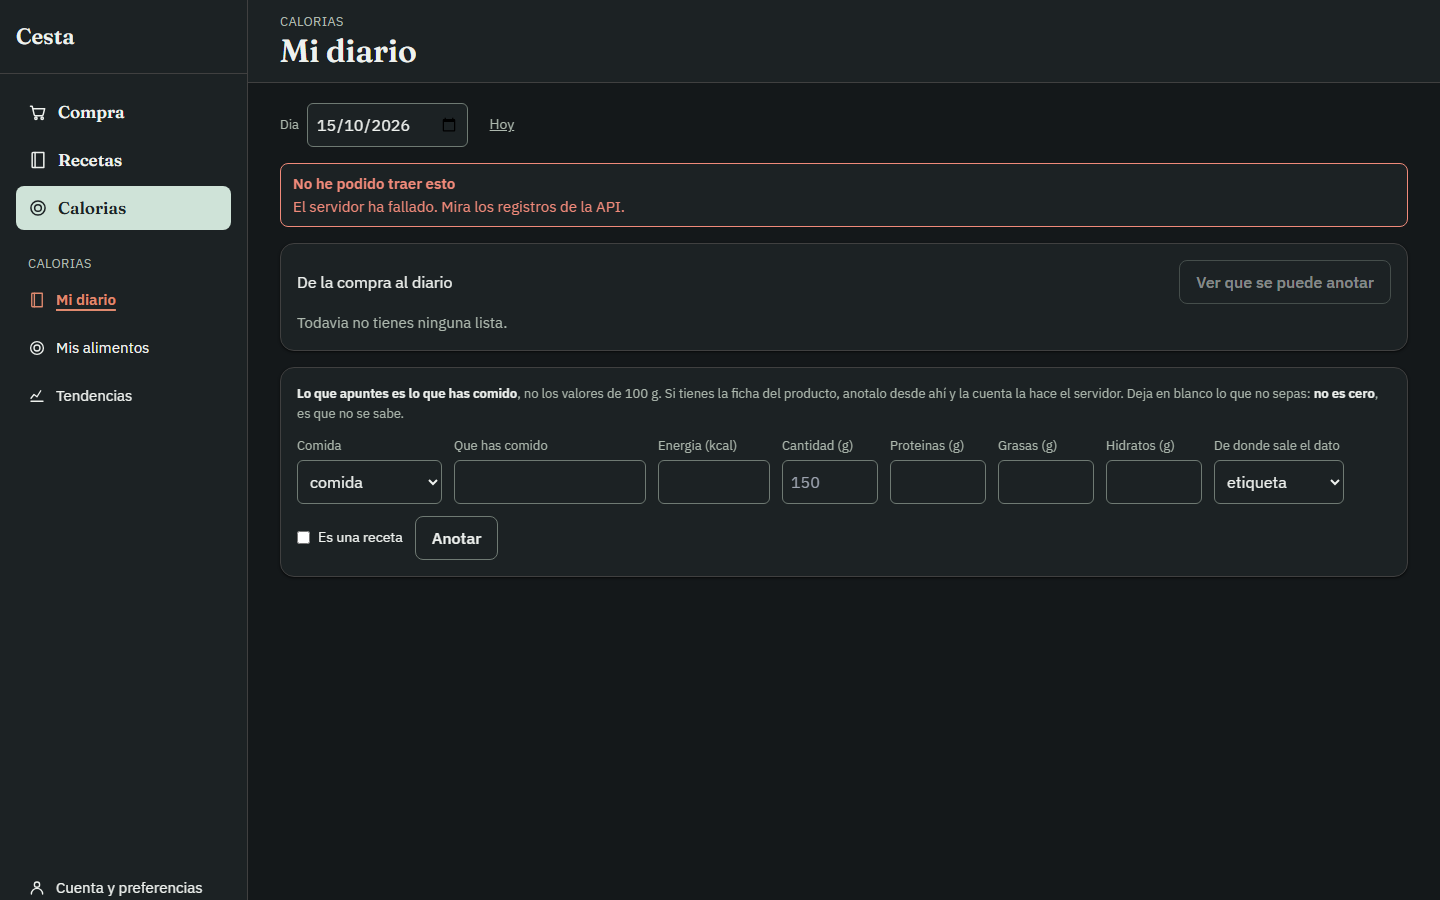 Cesta
Compra
Recetas
Calorias
CALORIAS
Mi diario
Mis alimentos
Tendencias
Cuenta y preferencias
CALORIAS
Mi diario
Dia 15/10/2026 Hoy
No he podido traer esto
El servidor ha fallado. Mira los registros de la API.
De la compra al diario
Ver que se puede anotar
Todavia no tienes ninguna lista.
Lo que apuntes es lo que has comido, no los valores de 100 g. Si tienes la ficha del producto, anotalo desde ahí y la cuenta la hace el servidor. Deja en blanco lo que no sepas: no es cero,
es que no se sabe.
Comida Que has comido Energia (kcal) Cantidad (g) Proteinas (g) Grasas (g) Hidratos (g) De donde sale el dato
comida 150 etiqueta
Es una receta Anotar